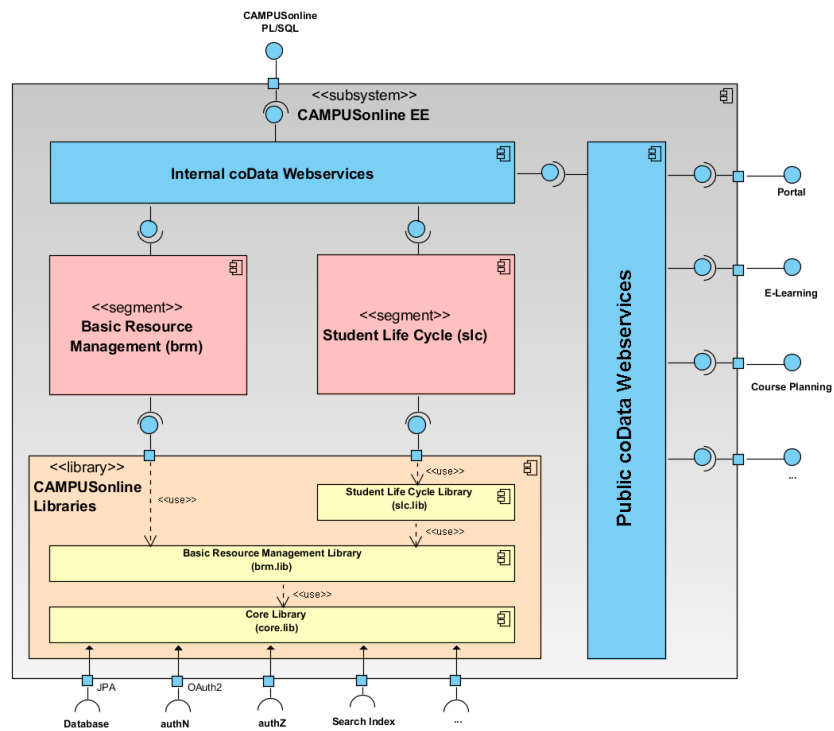 CAMPUSonline
PL/SQL
<<subsystem>>
CAMPUSonline EE
Internal coData Webservices
Portal
<<segment>>
Basic Resource
Management (brm)
<<segment>>
Student Life Cycle (slc)
Public coData Webservices
E-Learning
Course Planning
...
<<library>>
CAMPUSonline
Libraries
<<use>>
<<use>>
Student Life Cycle Library
(slc.lib)
<<use>>
Basic Resource Management Library
(brm.lib)
<<use>>
Core Library
(core.lib)
JPA
OAuth2
Database
authN
authZ
Search Index
...